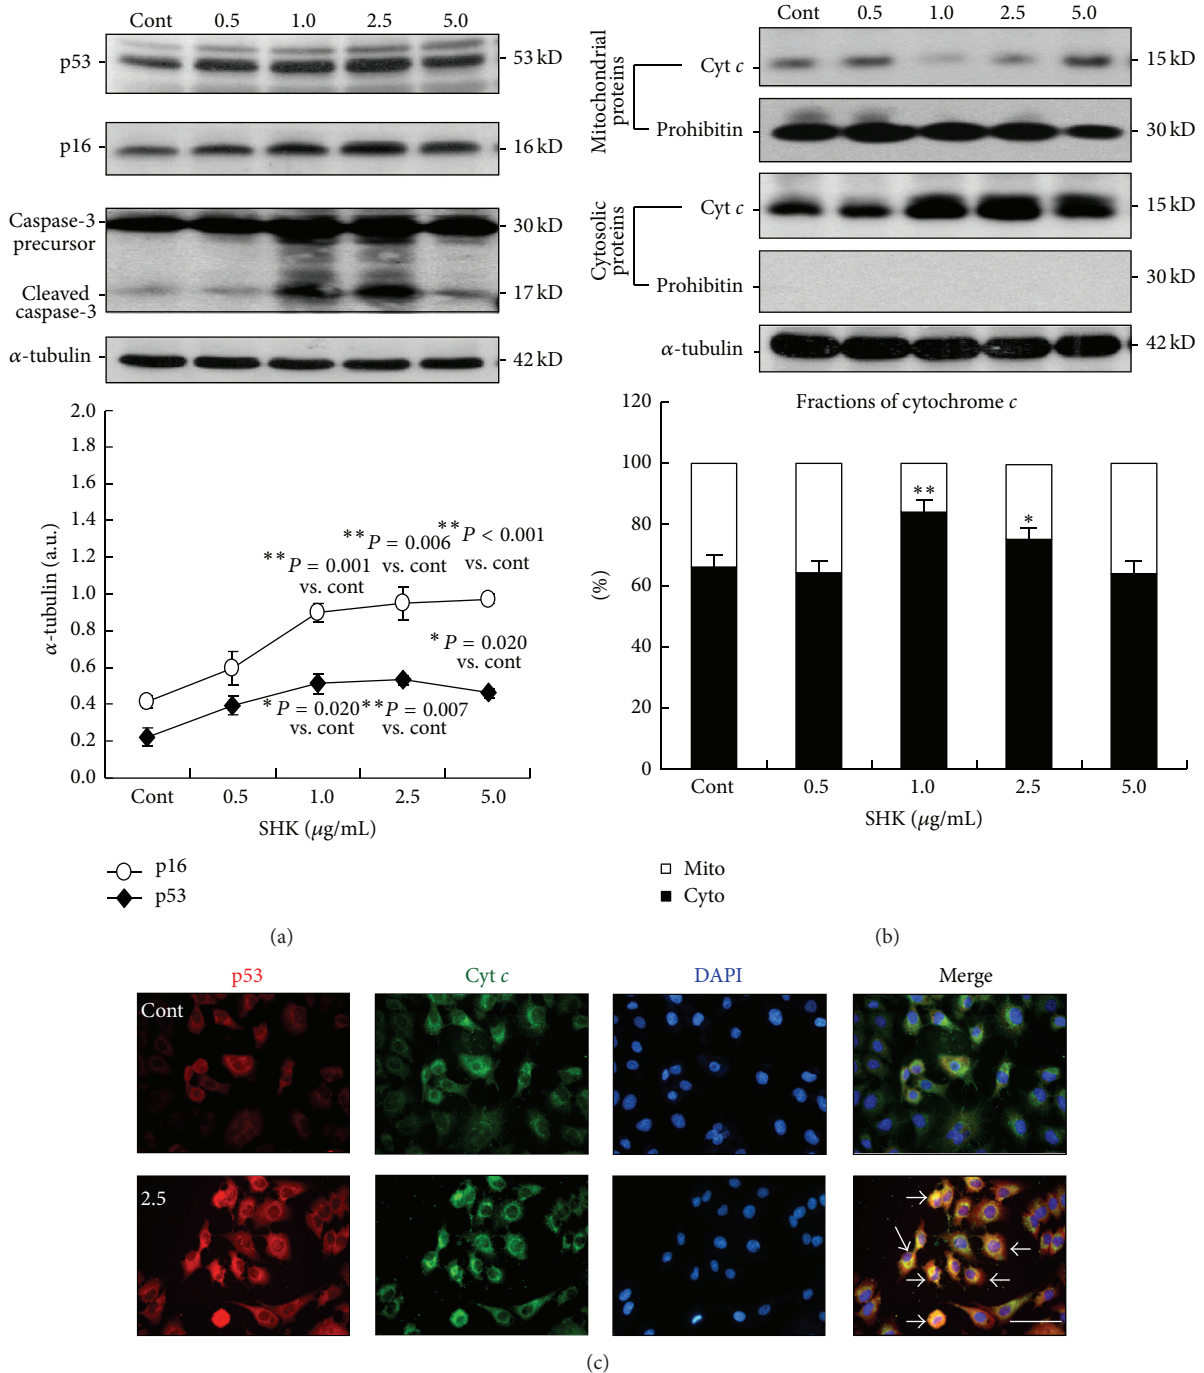 Cont 0.5 1.0 2.5 5.0
p53 53 kD
p16 16 kD
Caspase-3 precursor 30 kD
Cleaved caspase-3 17 kD
α-tubulin 42 kD
2.0
1.8
1.6
1.4
1.2
1.0
0.8
0.6
0.4
0.2
0.0
α-tubulin (a.u.)
**P = 0.001 vs. cont
**P = 0.006 vs. cont
**P < 0.001 vs. cont
*P = 0.020 vs. cont
*P = 0.020 vs. cont
**P = 0.007 vs. cont
Cont 0.5 1.0 2.5 5.0
SHK (μg/mL)
p16
p53
(a)
Cont 0.5 1.0 2.5 5.0
Mitochondrial proteins
Cyt c 15 kD
Prohibitin 30 kD
Cytosolic proteins
Cyt c 15 kD
Prohibitin 30 kD
α-tubulin 42 kD
Fractions of cytochrome c
120
100
80
60
40
20
0
(%)
**
*
Cont 0.5 1.0 2.5 5.0
SHK (μg/mL)
Mito
Cyto
(b)
p53 Cyt c DAPI Merge
Cont
2.5
(c)